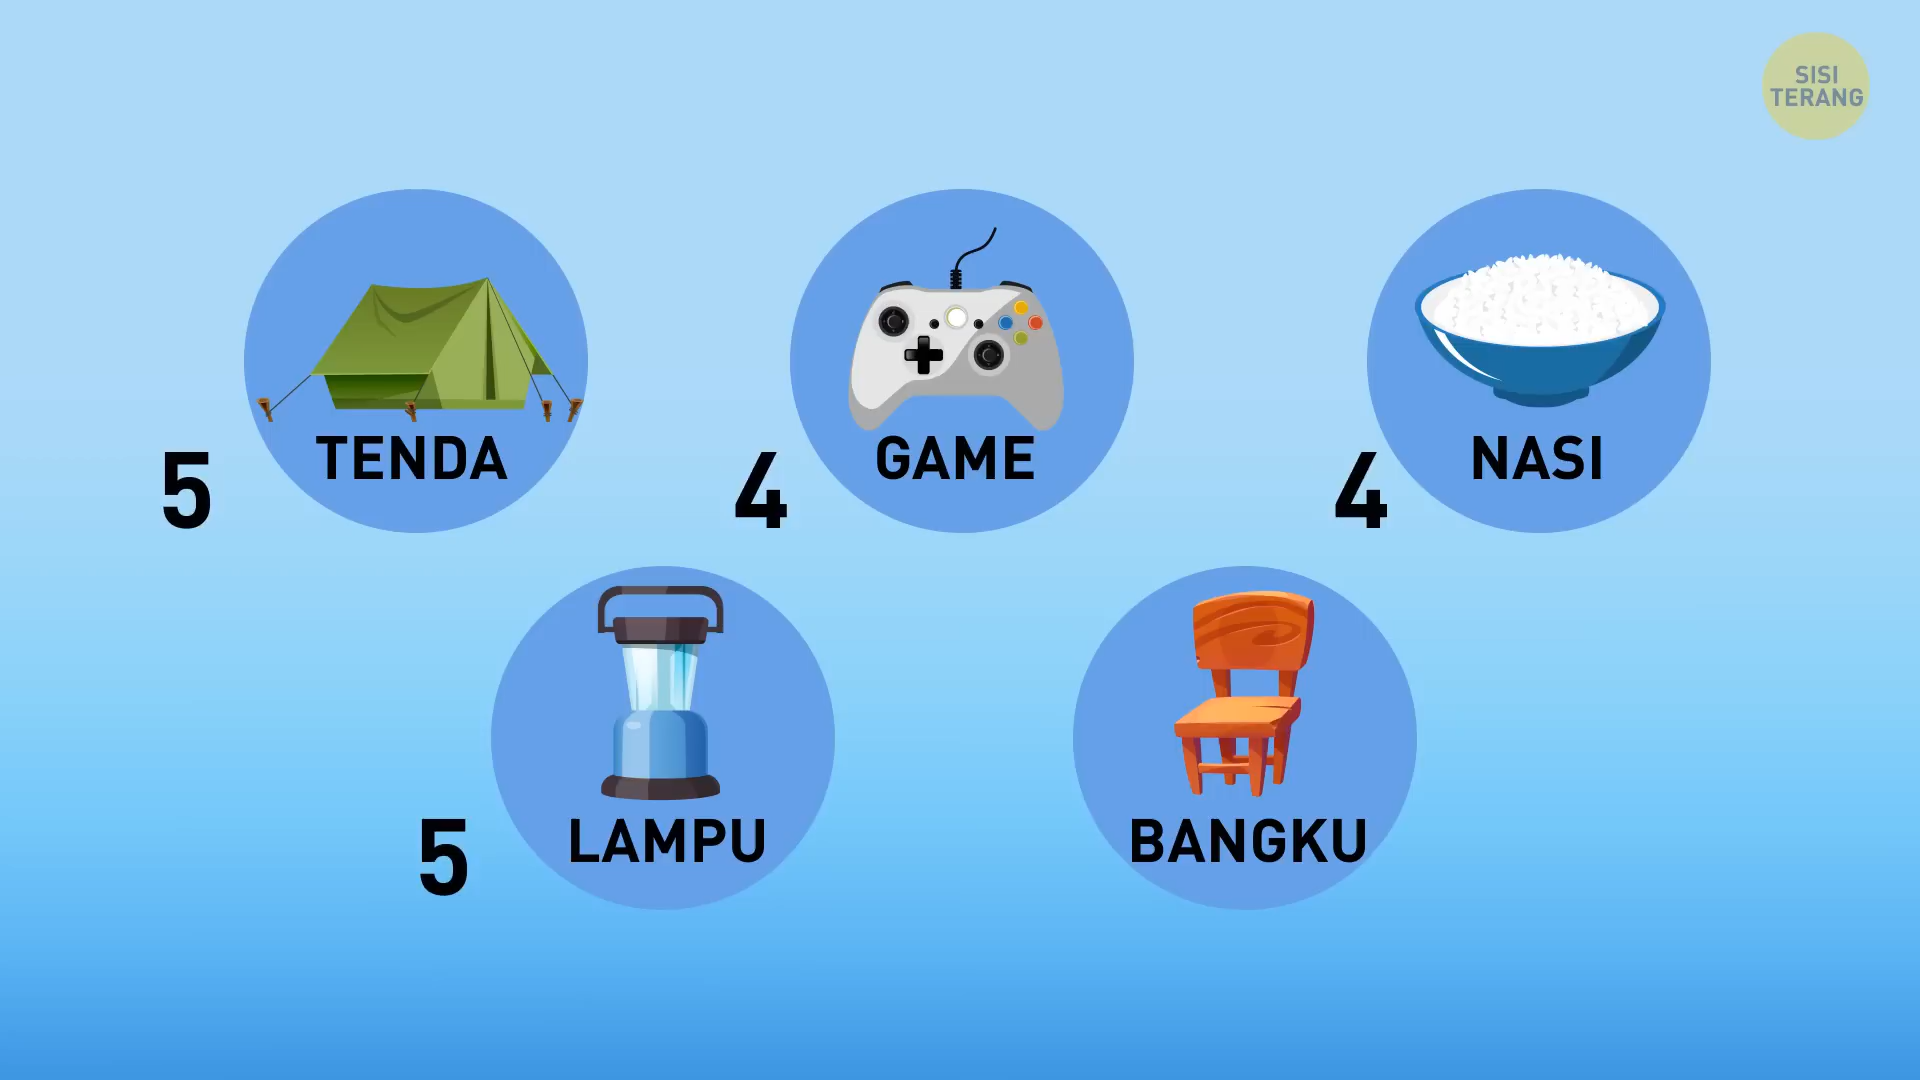 SISI
TERANG
5
TENDA
4
GAME
4
NASI
5
LAMPU
BANGKU